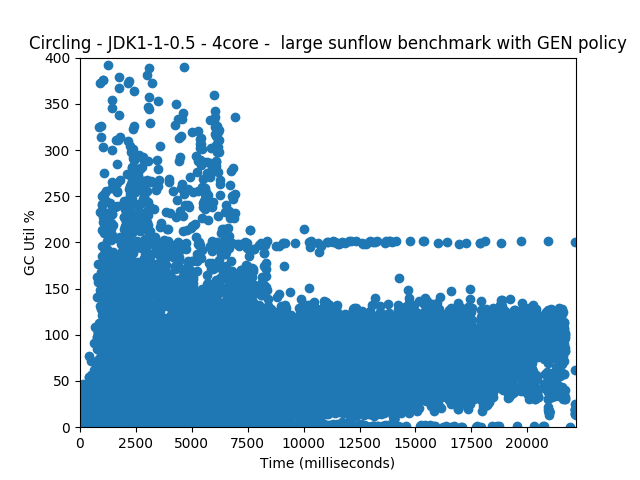 Circling - JDK1-1-0.5 - 4core -  large sunflow benchmark with GEN policy
400
350
300
250
200
150
100
50
0
GC Util %
0 2500 5000 7500 10000 12500 15000 17500 20000
Time (milliseconds)